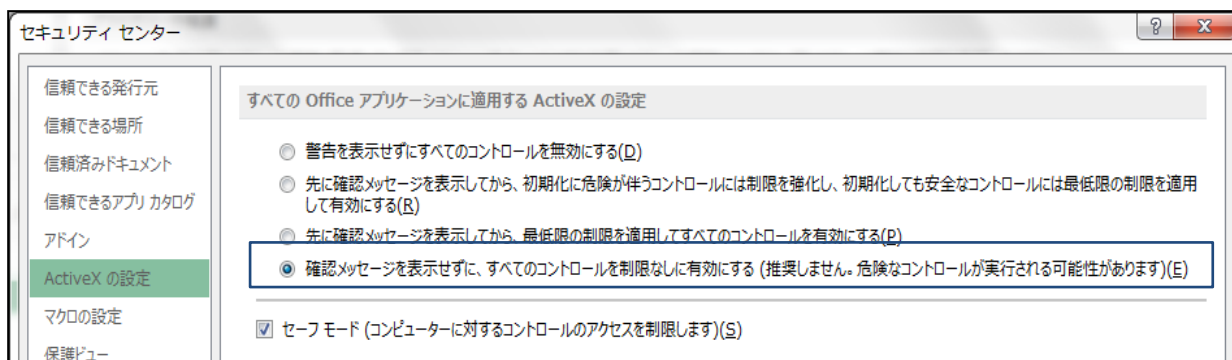 セキュリティ センター
信頼できる発行元
信頼できる場所
信頼済みドキュメント
信頼できるアプリ カタログ
アドイン
ActiveX の設定
マクロの設定
保護ビュー
すべての Office アプリケーションに適用する ActiveX の設定
警告を表示せずにすべてのコントロールを無効にする(D)
先に確認メッセージを表示してから、初期化に危険が伴うコントロールには制限を強化し、初期化しても安全なコントロールには最低限の制限を適用
して有効にする(R)
先に確認メッセージを表示してから、最低限の制限を適用してすべてのコントロールを有効にする(P)
確認メッセージを表示せずに、すべてのコントロールを制限なしに有効にする (推奨しません。危険なコントロールが実行される可能性があります)(E)
セーフ モード (コンピューターに対するコントロールのアクセスを制限します)(S)